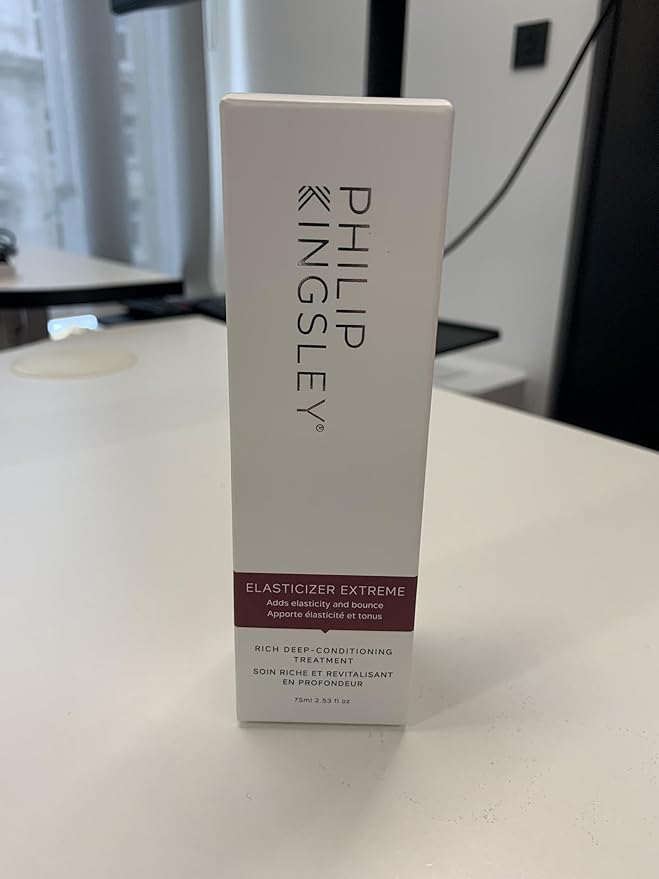 PHILIP
KINGSLEY®
ELASTICIZER EXTREME
Adds elasticity and bounce
Apporte élasticité et tonus
RICH DEEP-CONDITIONING
TREATMENT
SOIN RICHE ET REVITALISANT
EN PROFONDEUR
75ml 2.53 fl oz